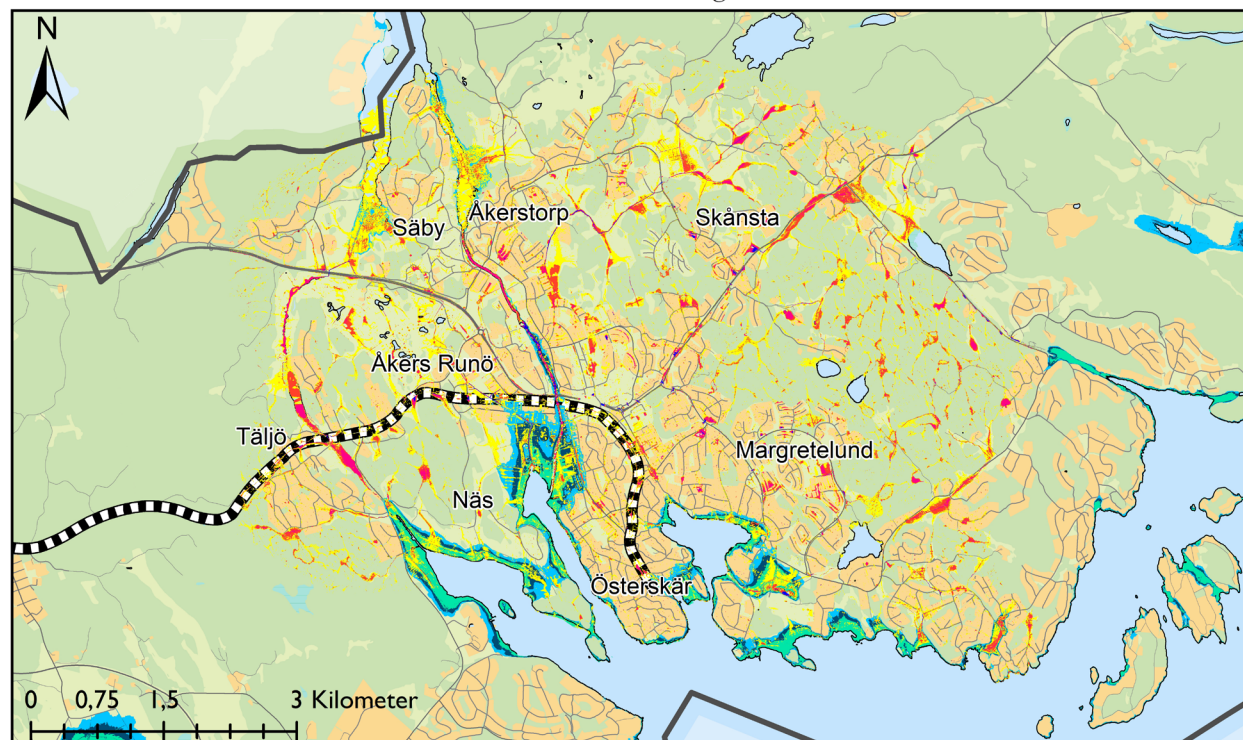 N
Säby
Åkerstorp
Skånsta
Åkers Runö
Täljö
Margretelund
Näs
Österskär
0 0,75 1,5 3 Kilometer